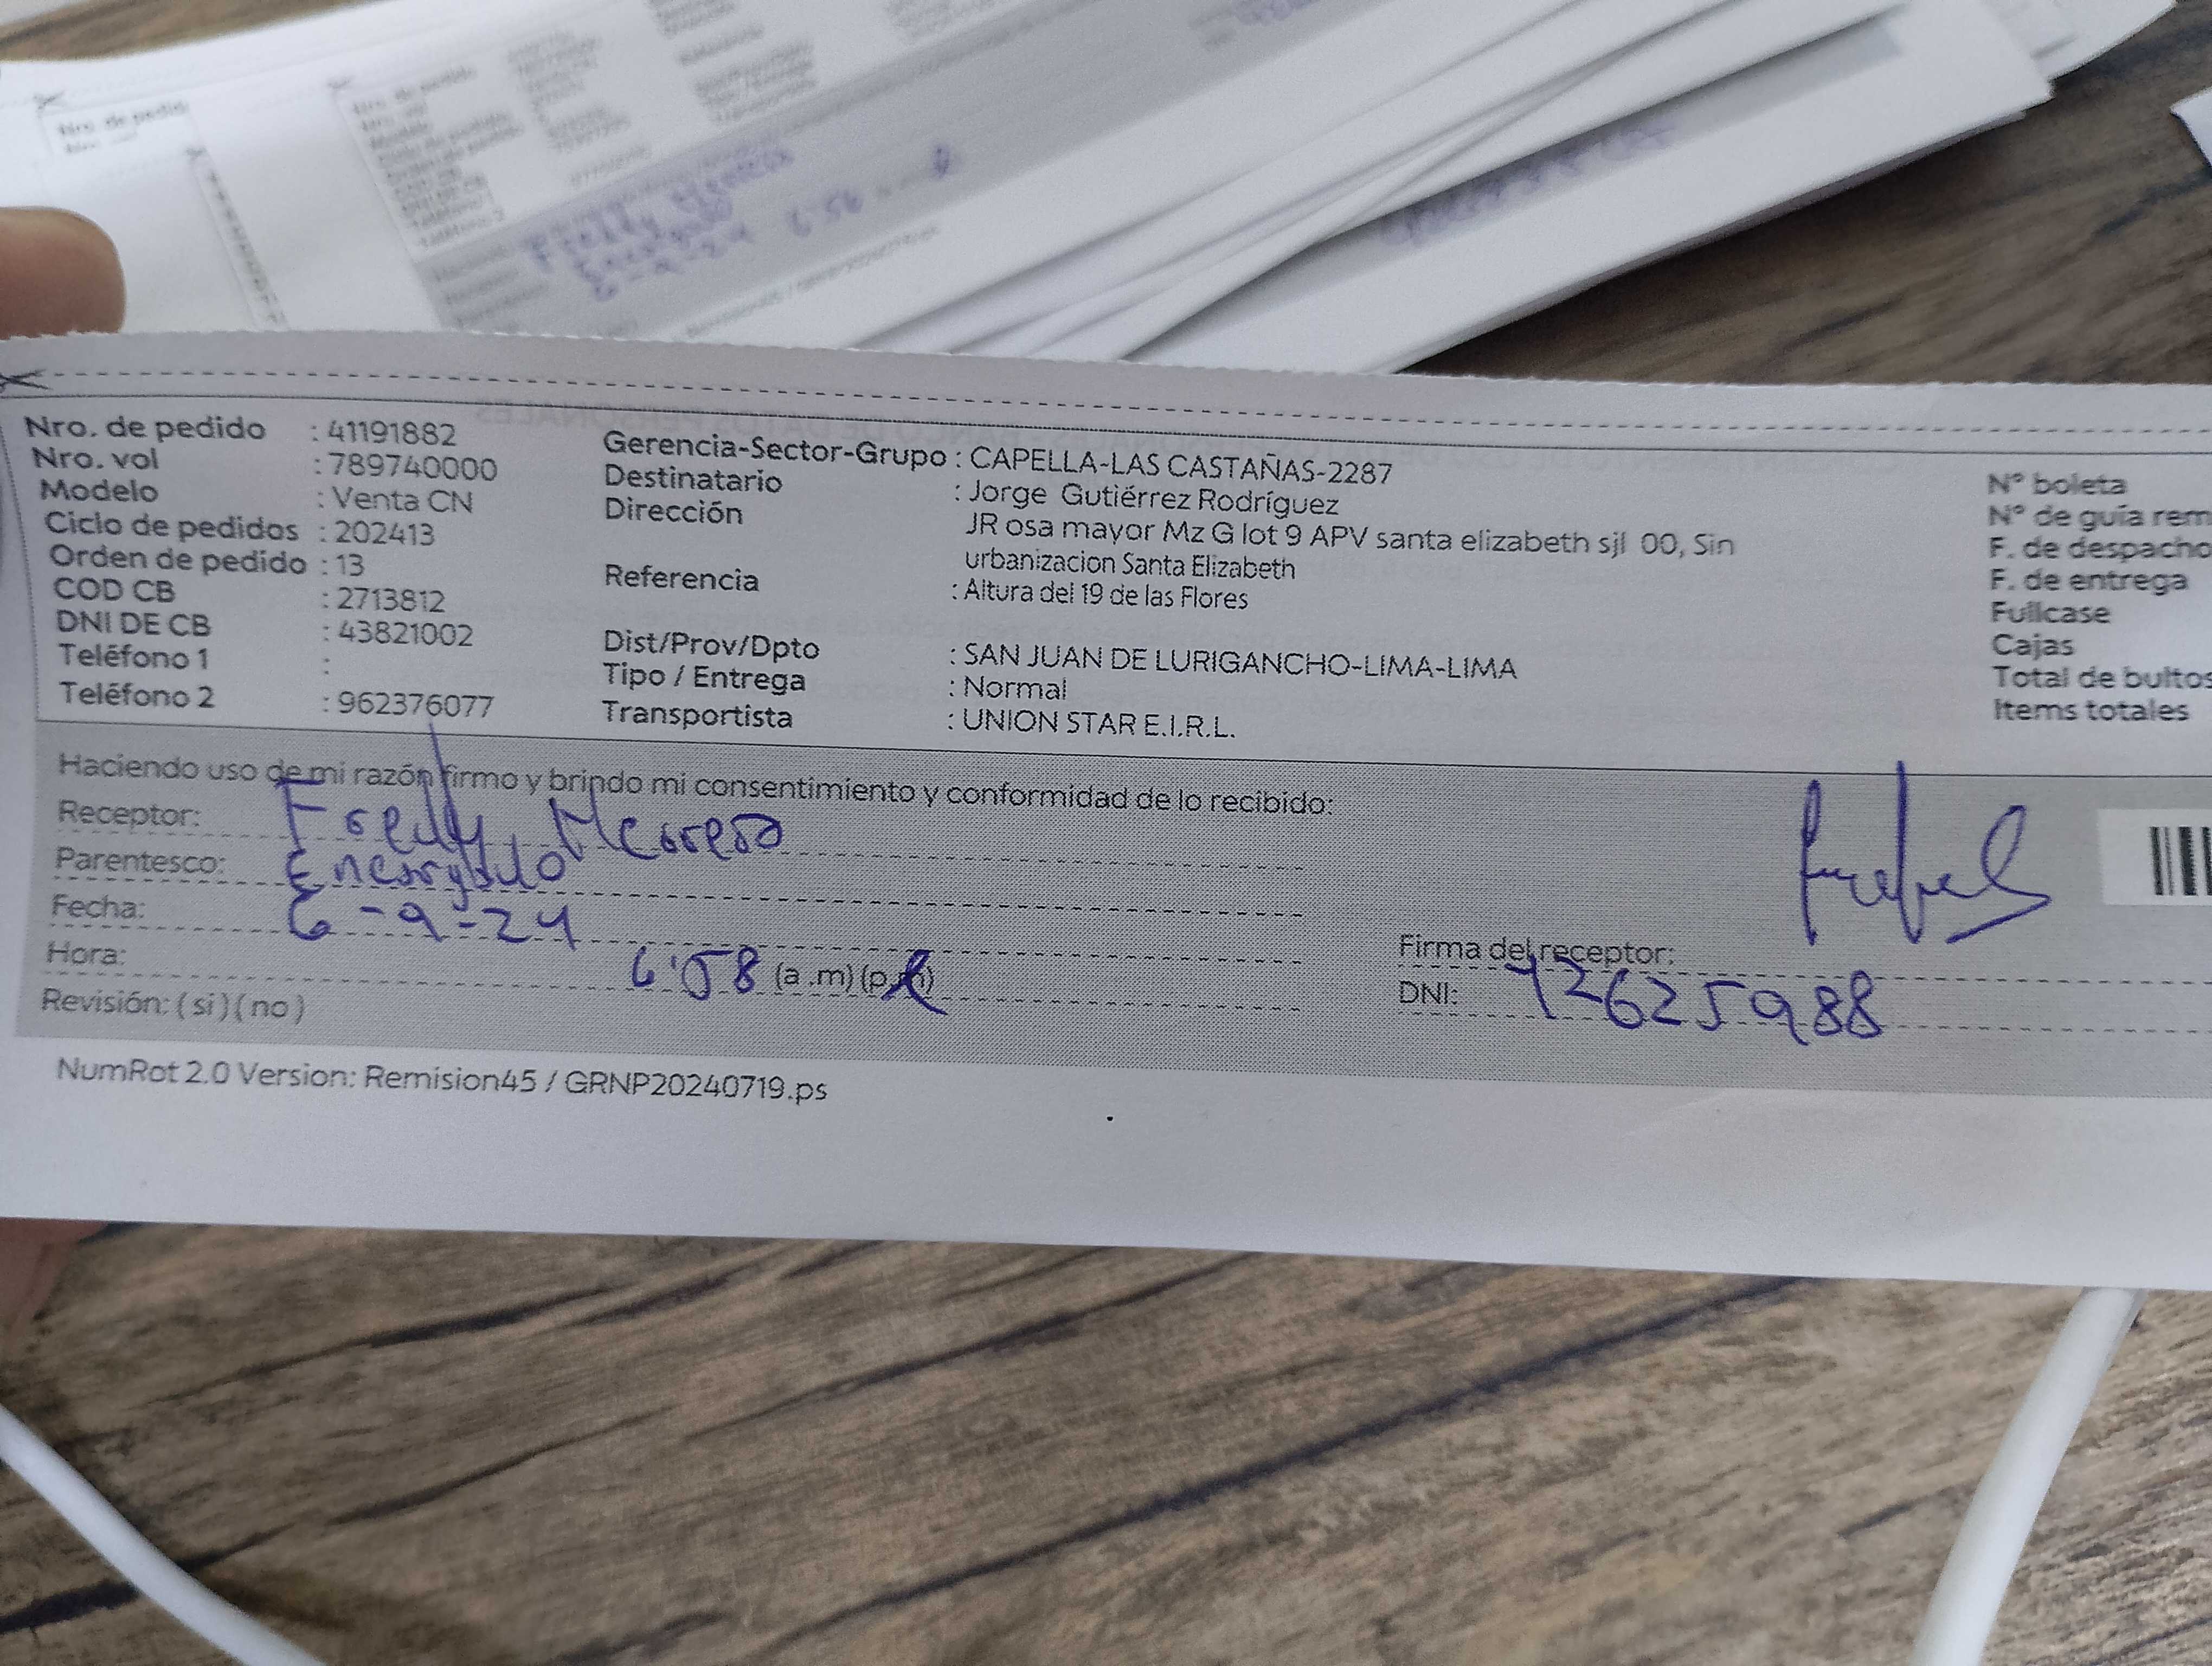 Nro. de pedido
Nro. de pedido : 41191882
Nro. vol : 789740000
Modelo : Venta CN
Ciclo de pedidos : 202413
Orden de pedido : 13
COD CB : 2713812
DNI DE CB : 43821002
Teléfono 1 :
Teléfono 2 : 962376077
Gerencia-Sector-Grupo : CAPELLA-LAS CASTAÑAS-2287
Destinatario : Jorge Gutiérrez Rodríguez
Dirección JR osa mayor Mz G lot 9 APV santa elizabeth sjl 00, Sin
urbanizacion Santa Elizabeth
Referencia : Altura del 19 de las Flores
Dist/Prov/Dpto : SAN JUAN DE LURIGANCHO-LIMA-LIMA
Tipo / Entrega : Normal
Transportista : UNION STAR E.I.R.L.
N° boleta
N° de guía rem
F. de despacho
F. de entrega
Fullcase
Cajas
Total de bultos
Items totales
Haciendo uso de mi razón firmo y brindo mi consentimiento y conformidad de lo recibido:
Receptor: Fredy Herrera
Parentesco: Encargado
Fecha: 6-9-24
Hora: 6:58 (a.m) (p.m)
Revisión: (si) (no)
Firma del receptor:
DNI: 42625988
NumRot 2.0 Version: Remision45 / GRNP20240719.ps